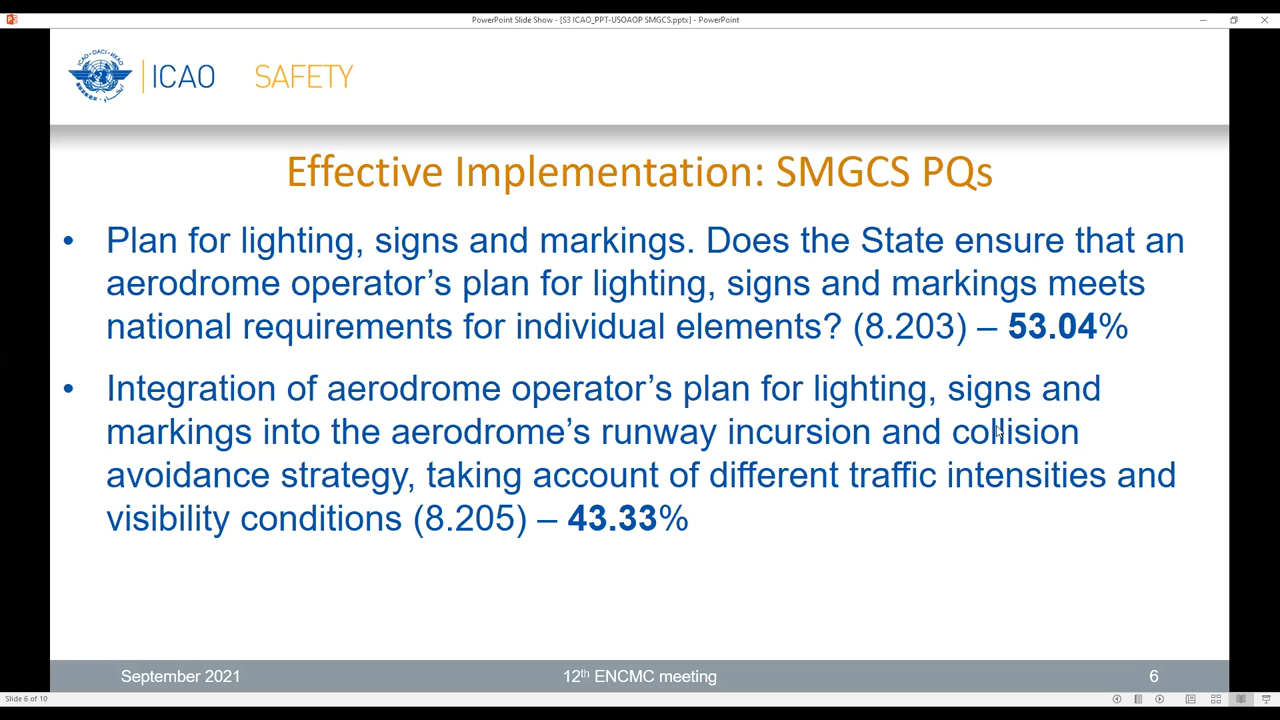 PowerPoint Slide Show - [S3 ICAO_PPT-USOAOP SMGCS.pptx] - PowerPoint
ICAO SAFETY
Effective Implementation: SMGCS PQs
• Plan for lighting, signs and markings. Does the State ensure that an
aerodrome operator’s plan for lighting, signs and markings meets
national requirements for individual elements? (8.203) – 53.04%
• Integration of aerodrome operator’s plan for lighting, signs and
markings into the aerodrome’s runway incursion and collision
avoidance strategy, taking account of different traffic intensities and
visibility conditions (8.205) – 43.33%
September 2021 12th ENCMC meeting 6
Slide 6 of 10